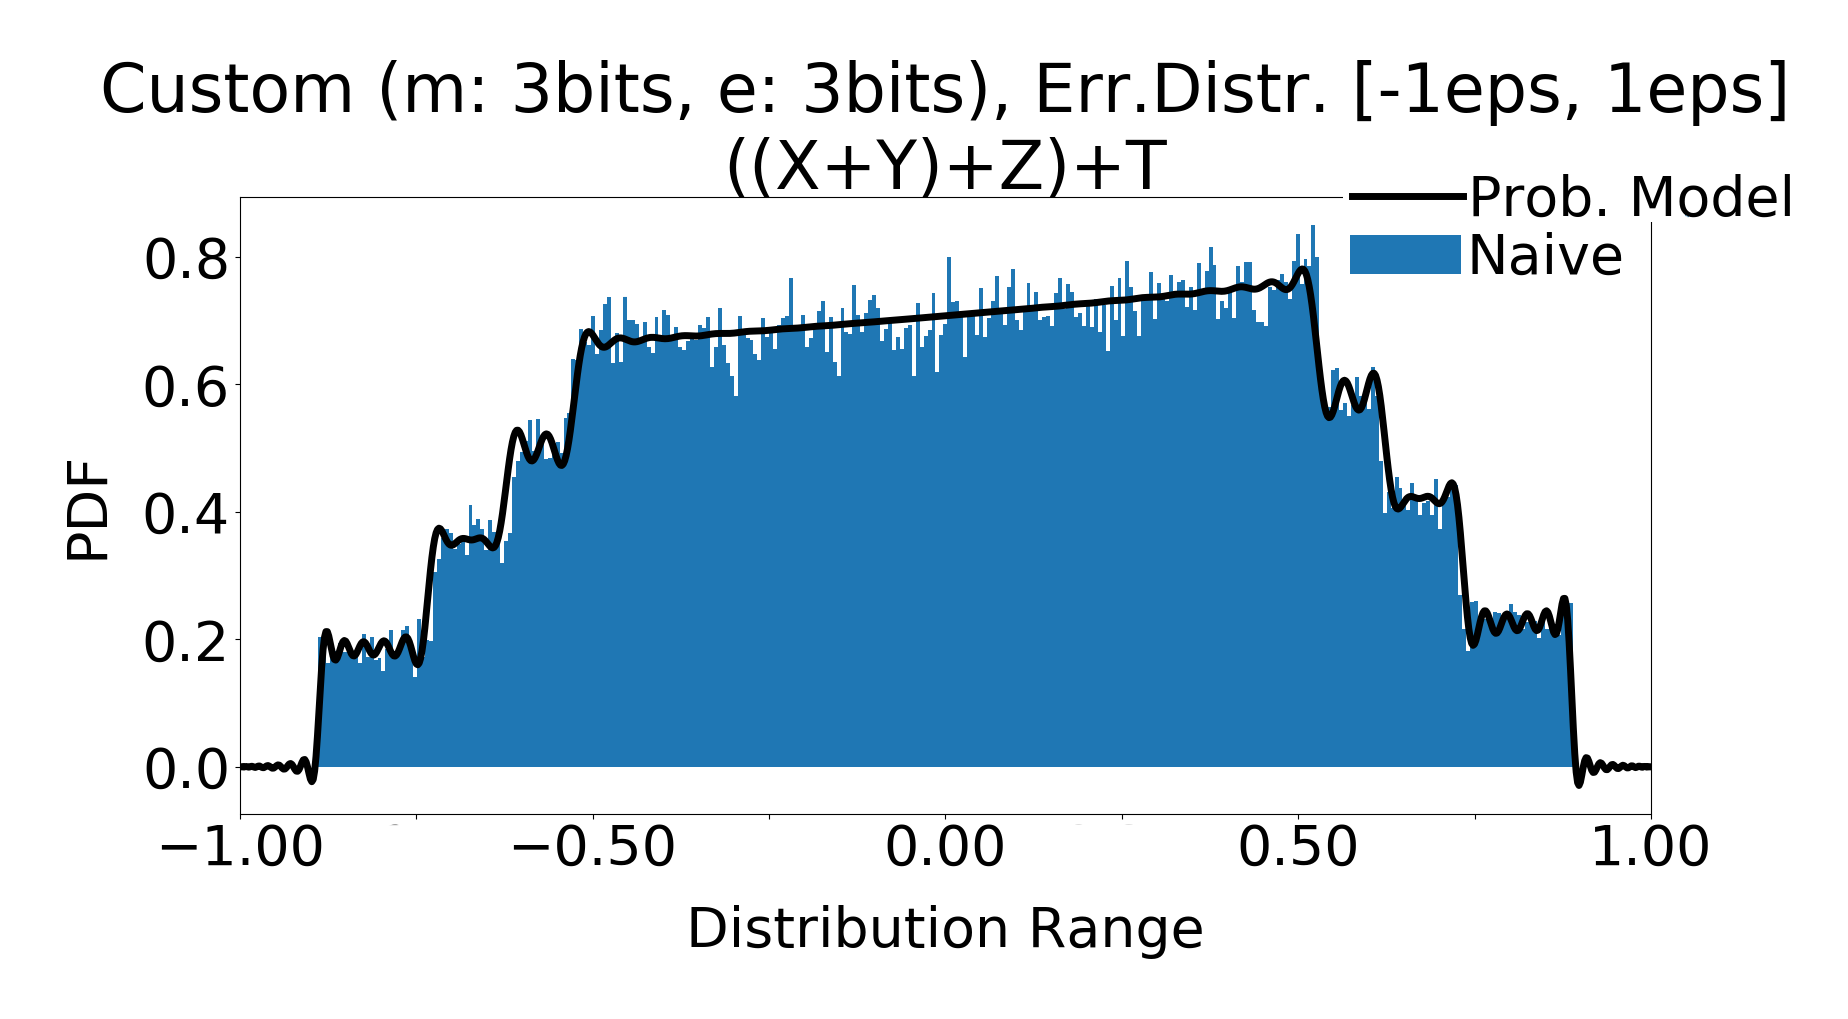 Custom (m: 3bits, e: 3bits), Err.Distr. [-1eps, 1eps]
((X+Y)+Z)+T
Prob. Model
Naive
0.8
0.6
0.4
0.2
0.0
PDF
−1.00 −0.50 0.00 0.50 1.00
Distribution Range